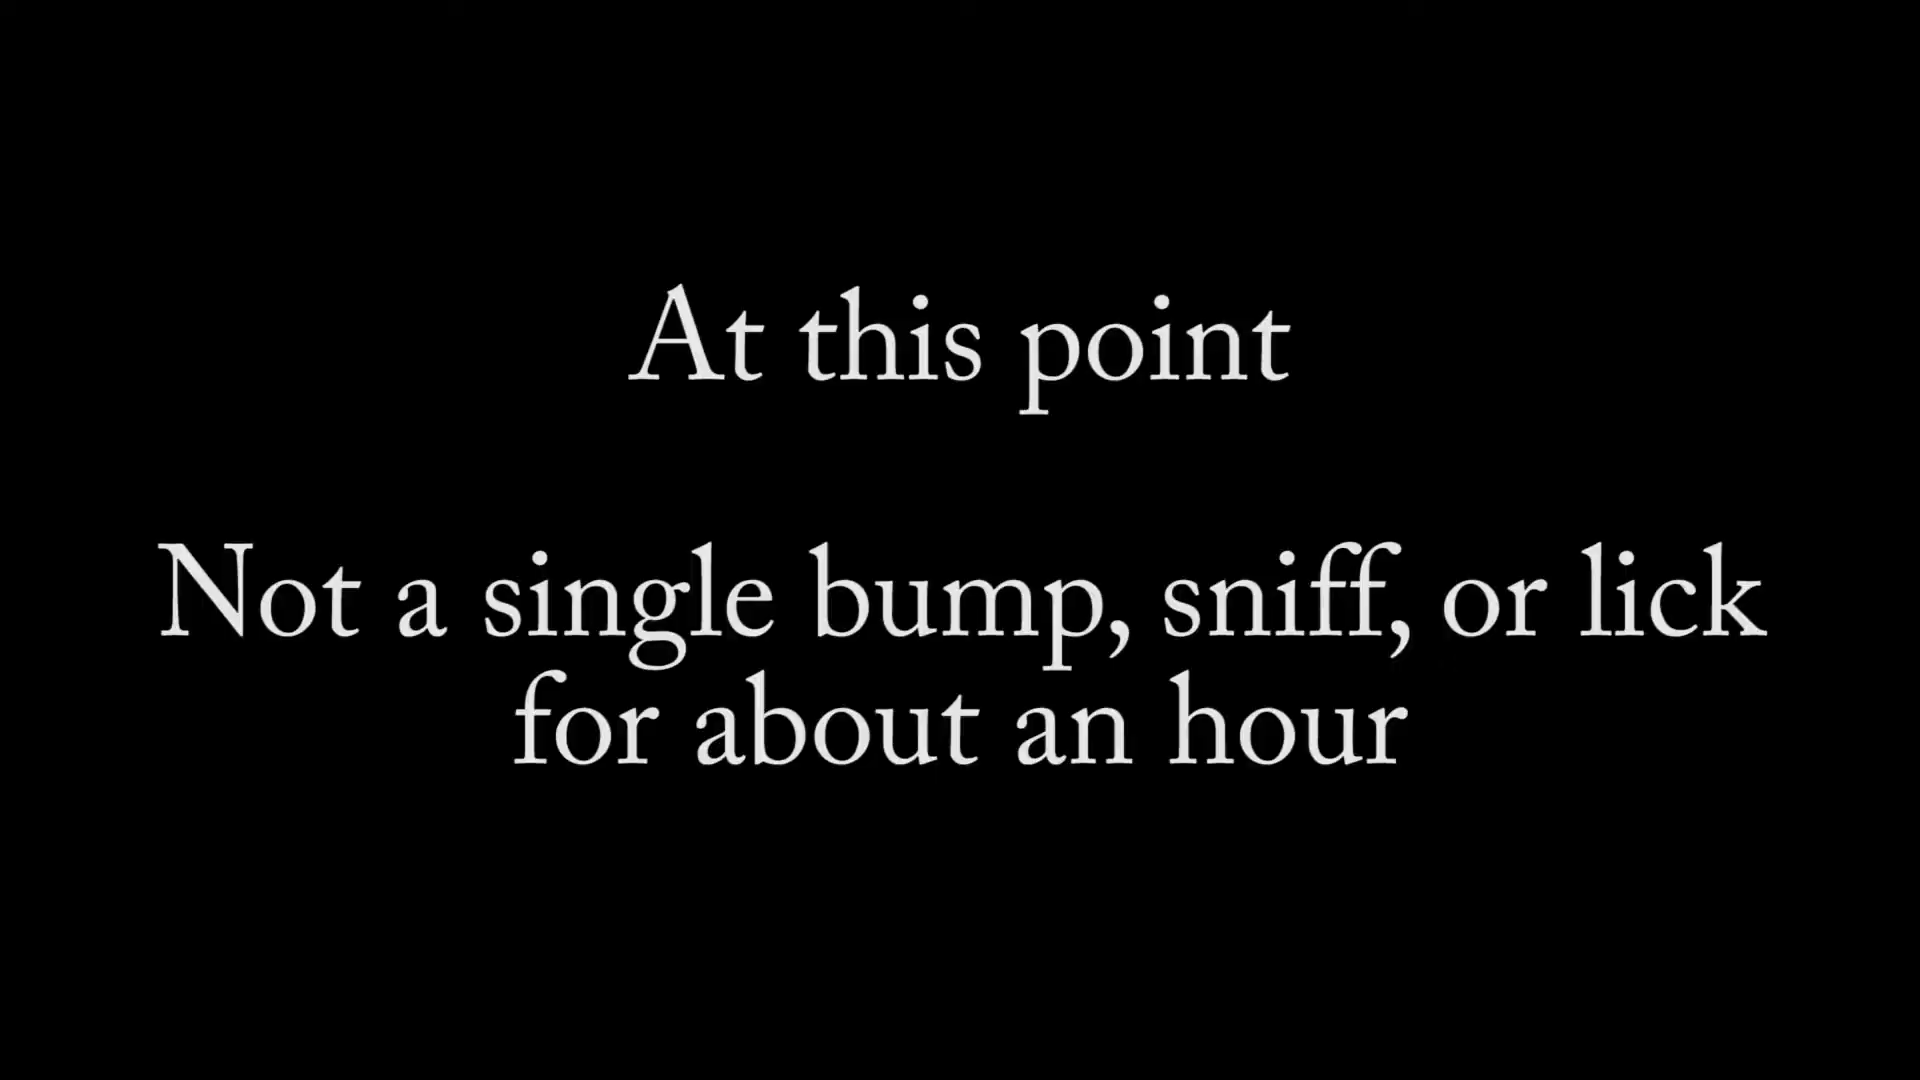 At this point
Not a single bump, sniff, or lick
for about an hour